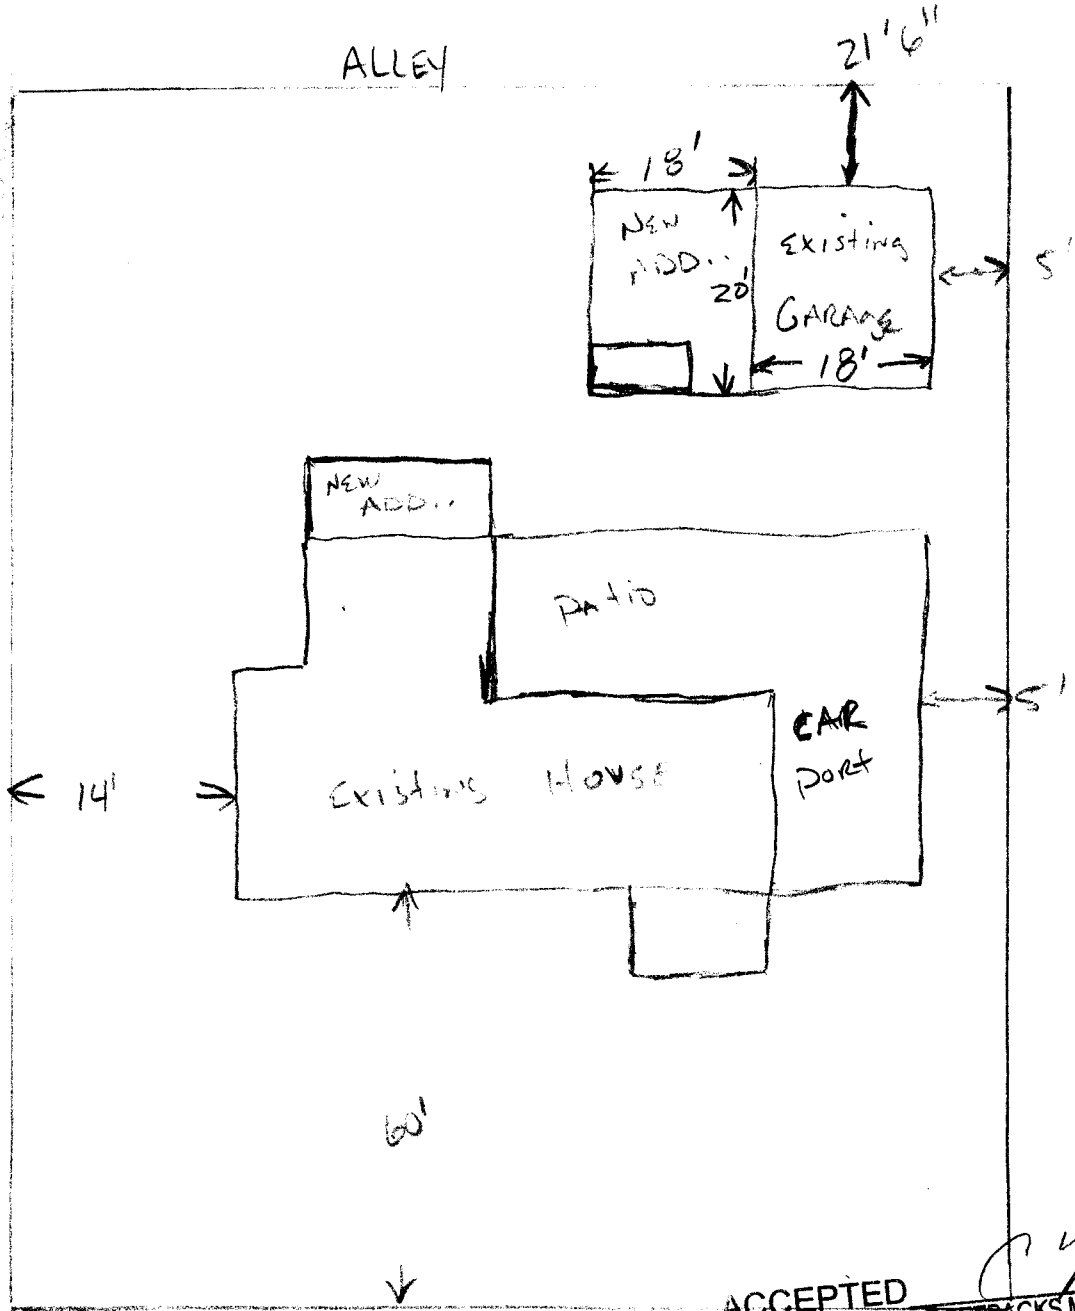 ALLEY
21'6"
18'
NEW
ADD..
20'
Existing
GARAGE
18'
5'
NEW
ADD..
Patio
CAR
Port
5'
14'
Existing House
60'
ACCEPTED